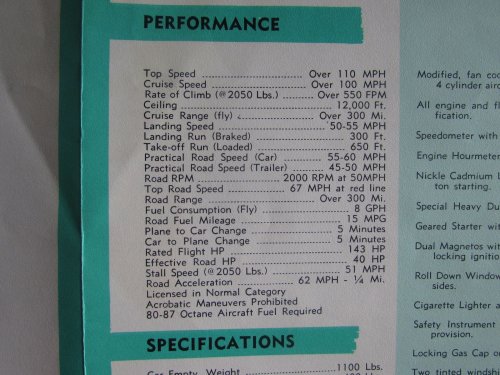 PERFORMANCE
Top Speed Over 110 MPH
Cruise Speed Over 100 MPH
Rate of Climb (@2050 Lbs.) Over 550 FPM
Ceiling 12,000 Ft.
Cruise Range (fly) Over 300 Mi.
Landing Speed 50-55 MPH
Landing Run (Braked) 300 Ft.
Take-off Run (Loaded) 650 Ft.
Practical Road Speed (Car) 55-60 MPH
Practical Road Speed (Trailer) 45-50 MPH
Road RPM 2000 RPM at 50MPH
Top Road Speed 67 MPH at red line
Road Range Over 300 Mi.
Fuel Consumption (Fly) 8 GPH
Road Fuel Mileage 15 MPG
Plane to Car Change 5 Minutes
Car to Plane Change 5 Minutes
Rated Flight HP 143 HP
Effective Road HP 40 HP
Stall Speed (@2050 Lbs.) 51 MPH
Road Acceleration 62 MPH - ¼ Mi.
Licensed in Normal Category
Acrobatic Maneuvers Prohibited
80-87 Octane Aircraft Fuel Required
SPECIFICATIONS
Car Empty Weight 1100 Lbs.
Modified, fan coo
4 cylinder airc
All engine and fl
fication.
Speedometer with
Engine Hourmeter
Nickle Cadmium
ton starting.
Special Heavy Du
Geared Starter wit
Dual Magnetos with
locking ignition
Roll Down Window
sides.
Cigarette Lighter a
Safety Instrument
provision.
Locking Gas Cap op
Two tinted windshi